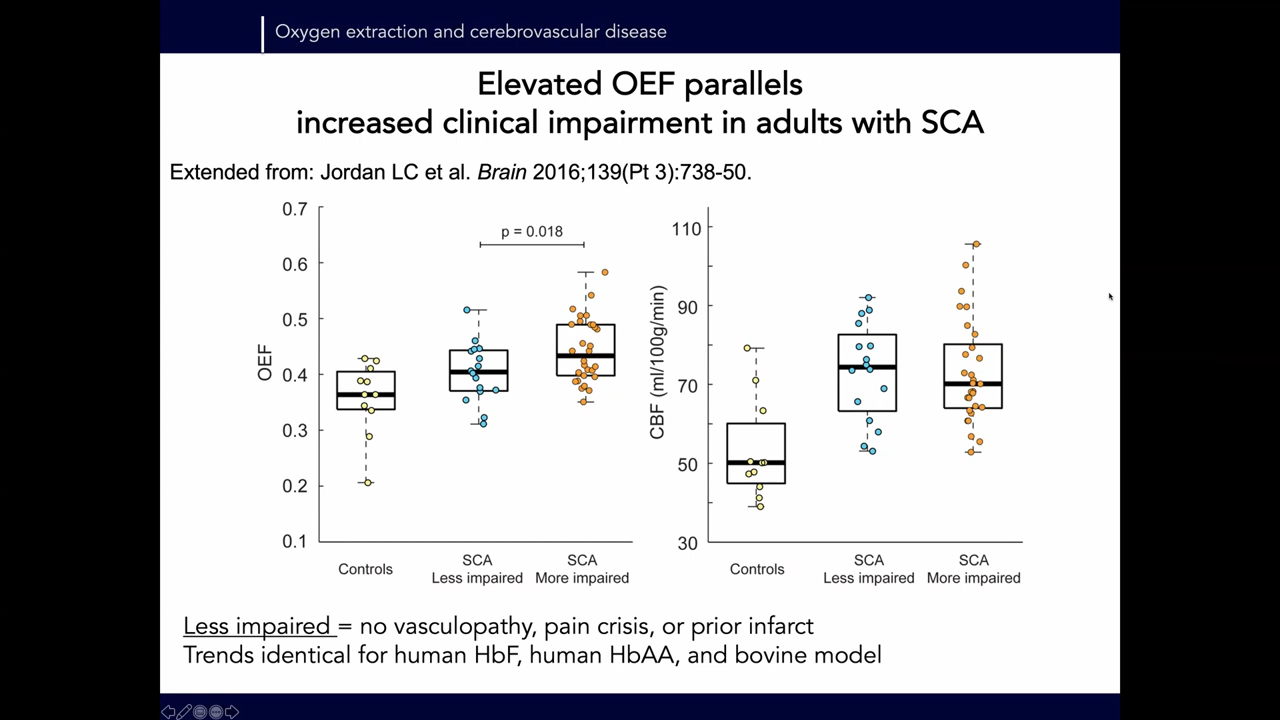 Oxygen extraction and cerebrovascular disease
Elevated OEF parallels
increased clinical impairment in adults with SCA
Extended from: Jordan LC et al. Brain 2016;139(Pt 3):738-50.
0.7
0.6
0.5
0.4
0.3
0.2
0.1
OEF
p = 0.018
Controls
SCA
Less impaired
SCA
More impaired
110
90
70
50
30
CBF (ml/100g/min)
Controls
SCA
Less impaired
SCA
More impaired
Less impaired = no vasculopathy, pain crisis, or prior infarct
Trends identical for human HbF, human HbAA, and bovine model